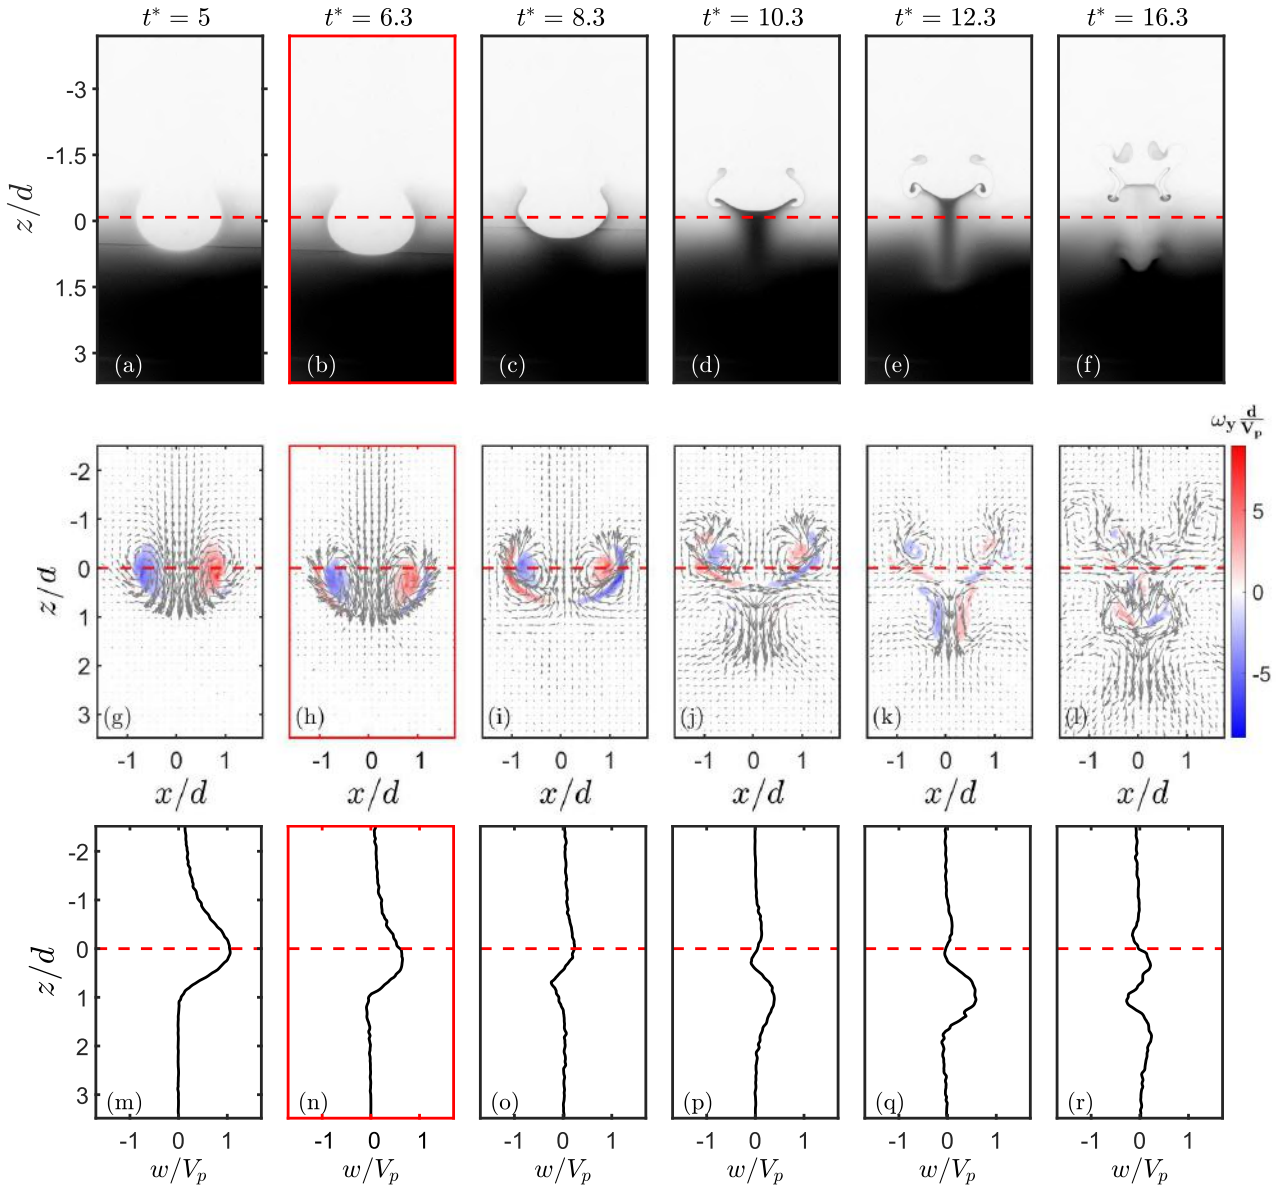 t* = 5 t* = 6.3 t* = 8.3 t* = 10.3 t* = 12.3 t* = 16.3
-3
-1.5
z/d
0
1.5
3
(a) (b) (c) (d) (e) (f)
ω_y d/V_p
-2
-1
z/d
0
1
2
3
5
0
-5
(g) (h) (i) (j) (k) (l)
-1 0 1 -1 0 1 -1 0 1 -1 0 1 -1 0 1 -1 0 1
x/d x/d x/d x/d x/d x/d
-2
-1
z/d
0
1
2
3
(m) (n) (o) (p) (q) (r)
-1 0 1 -1 0 1 -1 0 1 -1 0 1 -1 0 1 -1 0 1
w/V_p w/V_p w/V_p w/V_p w/V_p w/V_p